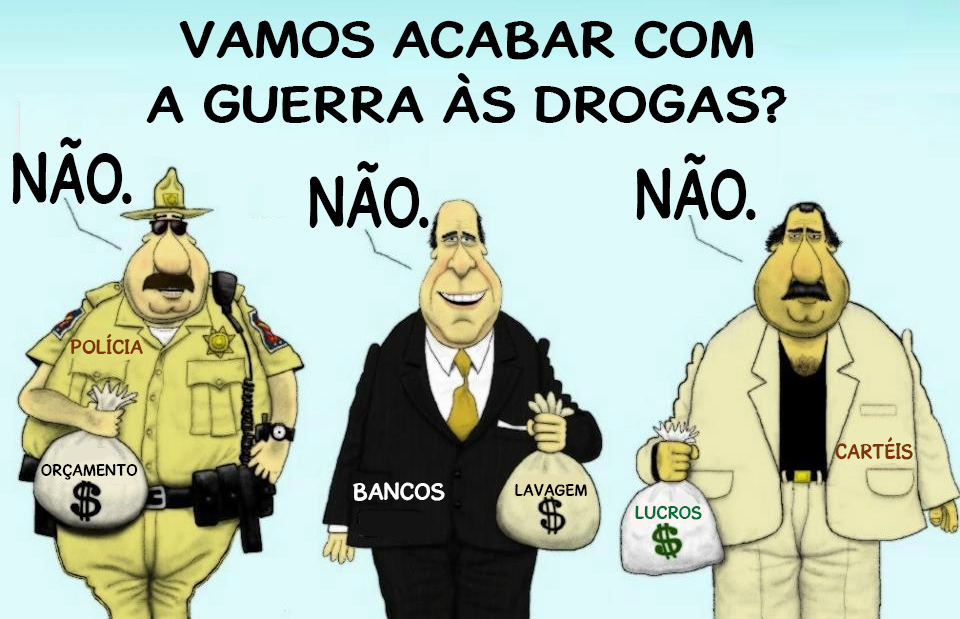 VAMOS ACABAR COM
A GUERRA ÀS DROGAS?
NÃO.
NÃO.
NÃO.
POLÍCIA
ORÇAMENTO
$
BANCOS
LAVAGEM
$
CARTÉIS
LUCROS
$